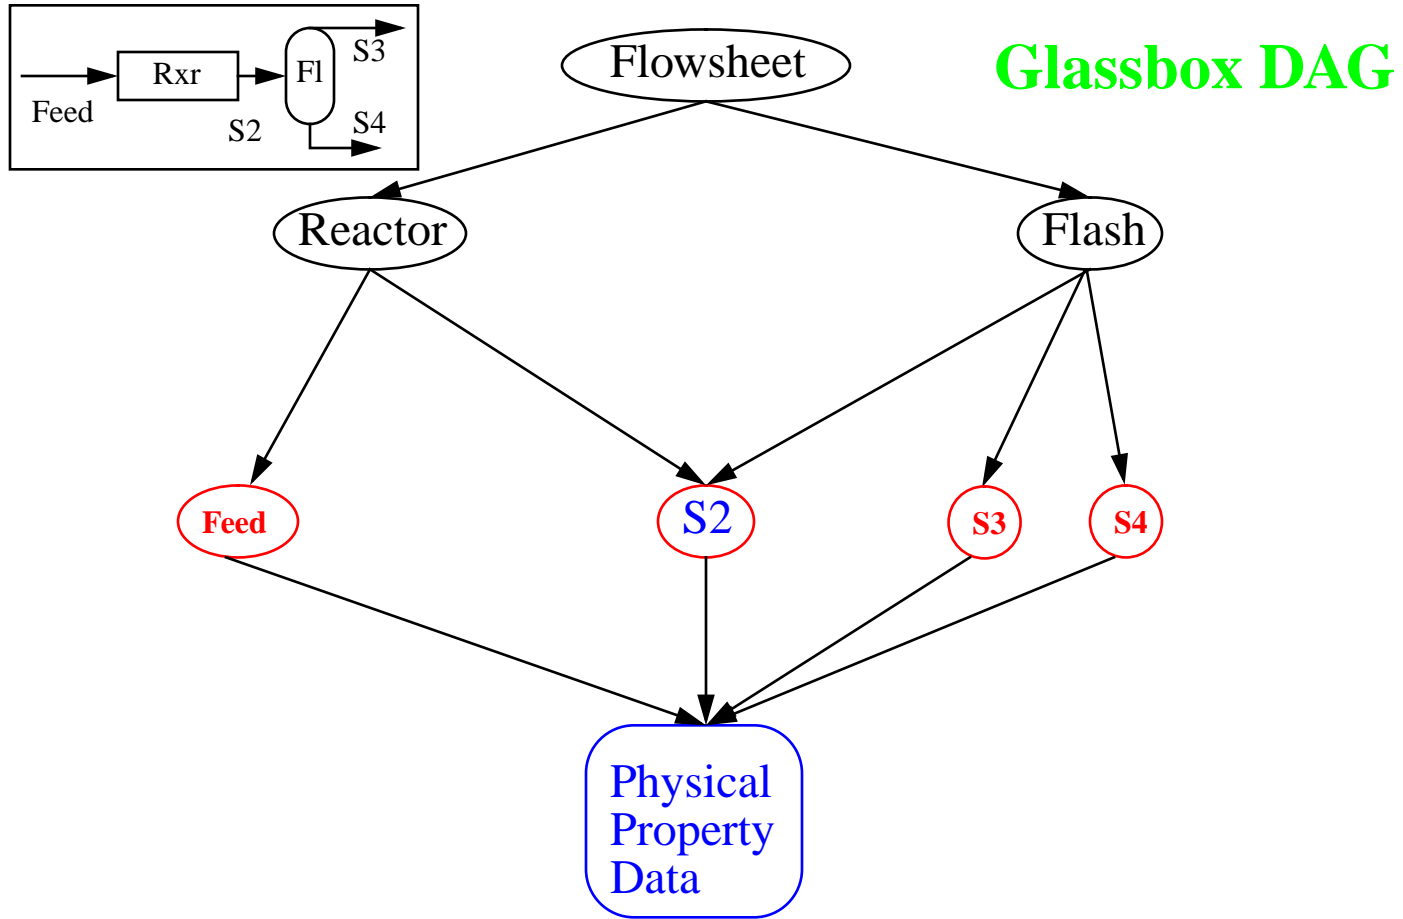 Feed
Rxr
S2
Fl
S3
S4
Flowsheet
Glassbox DAG
Reactor
Flash
Feed
S2
S3
S4
Physical
Property
Data